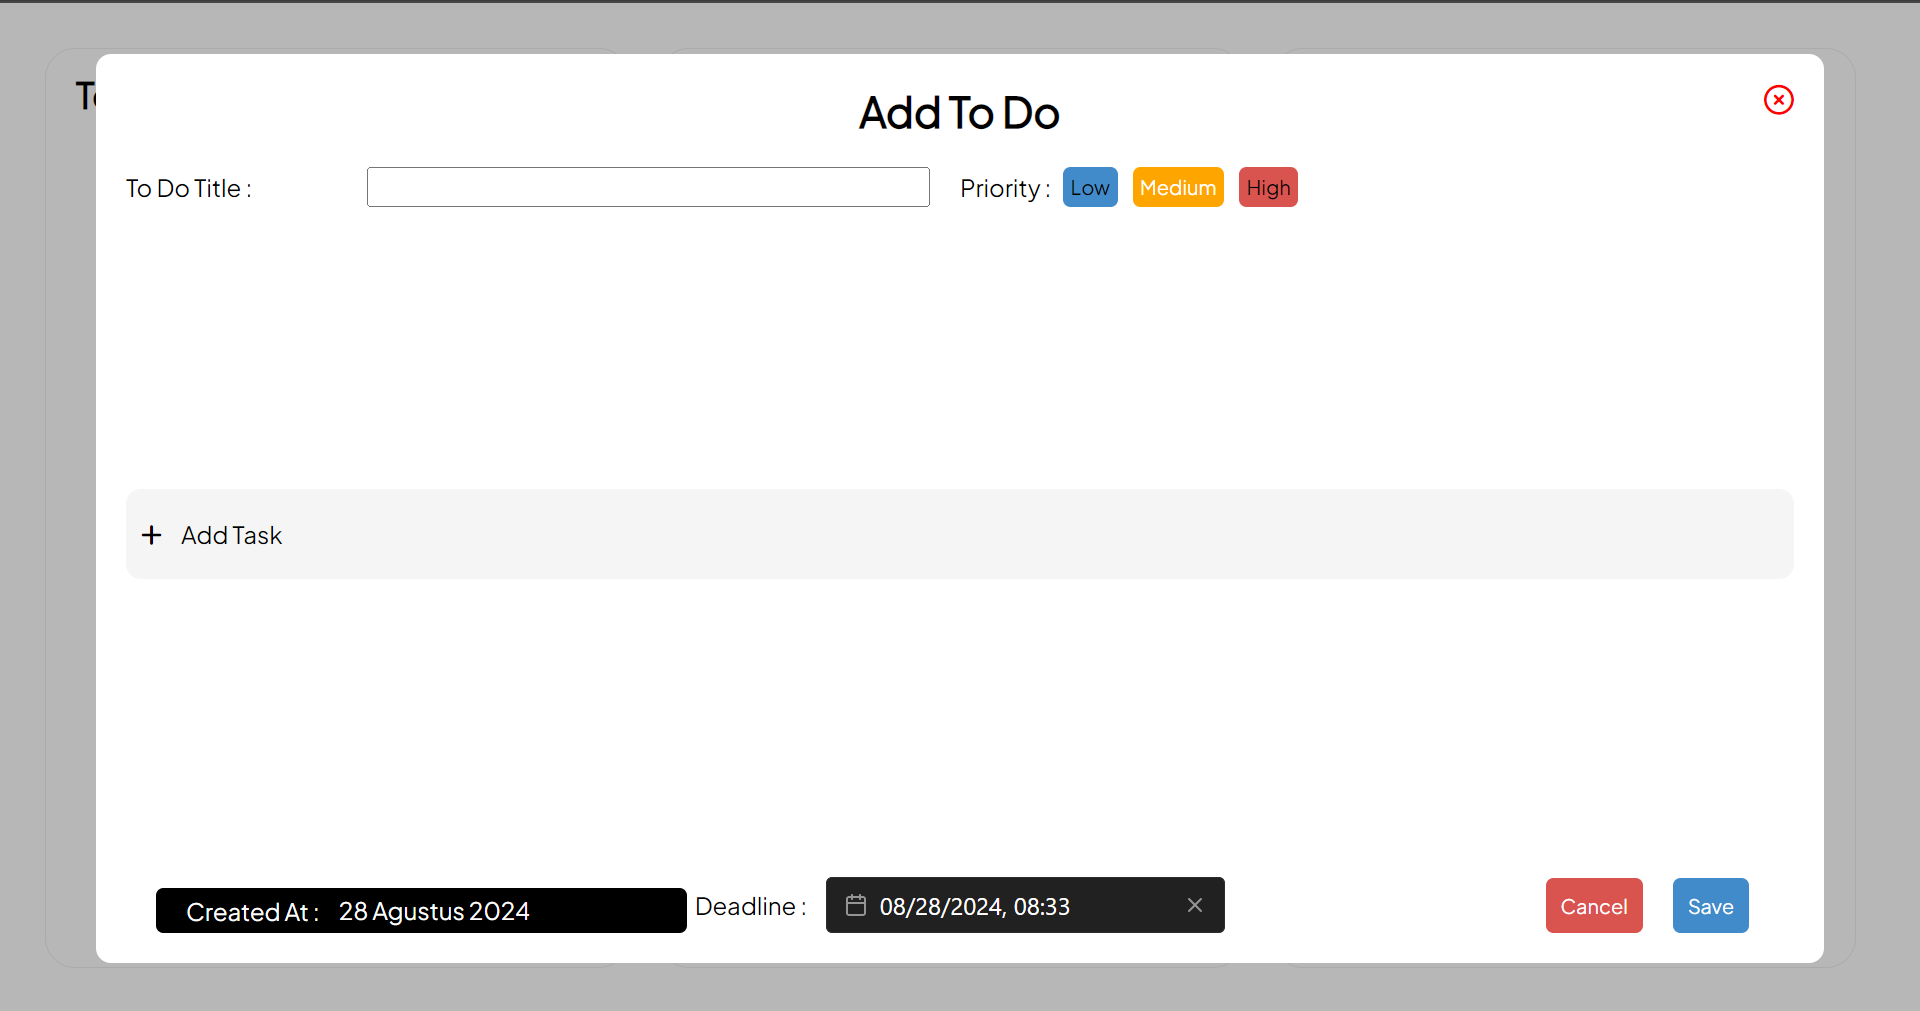 Add To Do
To Do Title :
Priority : Low Medium High
+ Add Task
Created At : 28 Agustus 2024 Deadline : 08/28/2024, 08:33
Cancel Save